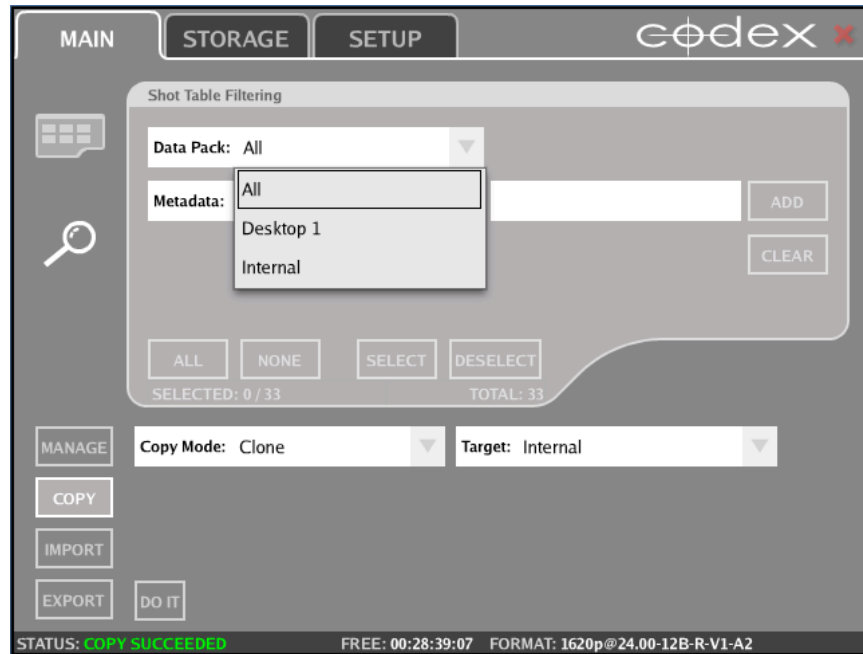 MAIN STORAGE SETUP codex
Shot Table Filtering
Data Pack: All
All
Metadata: ADD
Desktop 1
CLEAR
Internal
ALL NONE SELECT DESELECT
SELECTED: 0 / 33 TOTAL: 33
MANAGE Copy Mode: Clone Target: Internal
COPY
IMPORT
EXPORT DO IT
STATUS: COPY SUCCEEDED FREE: 00:28:39:07 FORMAT: 1620p@24.00-12B-R-V1-A2